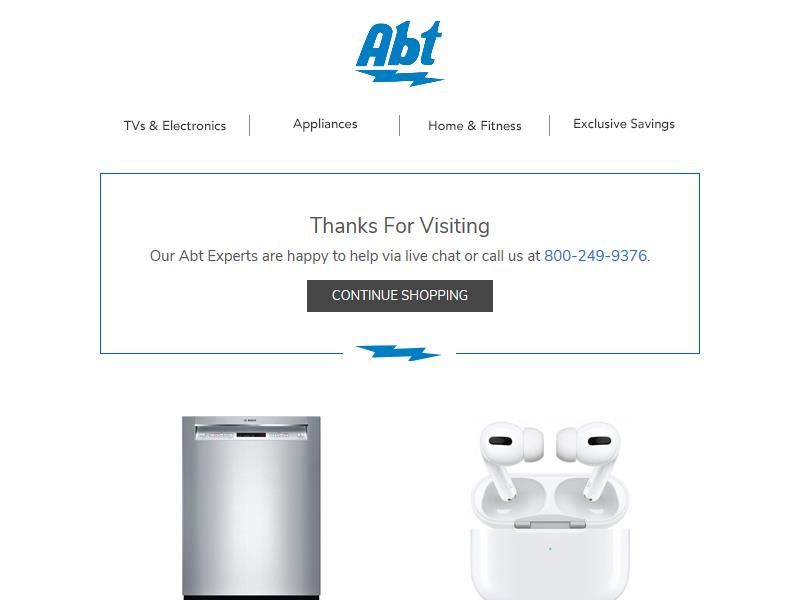 Abt
TVs & Electronics
Appliances
Home & Fitness
Exclusive Savings
Thanks For Visiting
Our Abt Experts are happy to help via live chat or call us at 800-249-9376.
CONTINUE SHOPPING